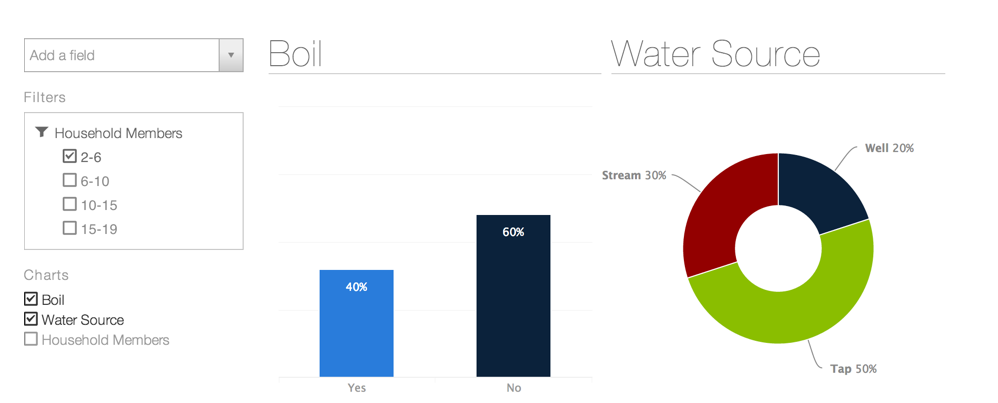 Add a field
Filters
Household Members
2-6
6-10
10-15
15-19
Charts
Boil
Water Source
Household Members
Boil
40%
60%
Yes
No
Water Source
Well 20%
Stream 30%
Tap 50%